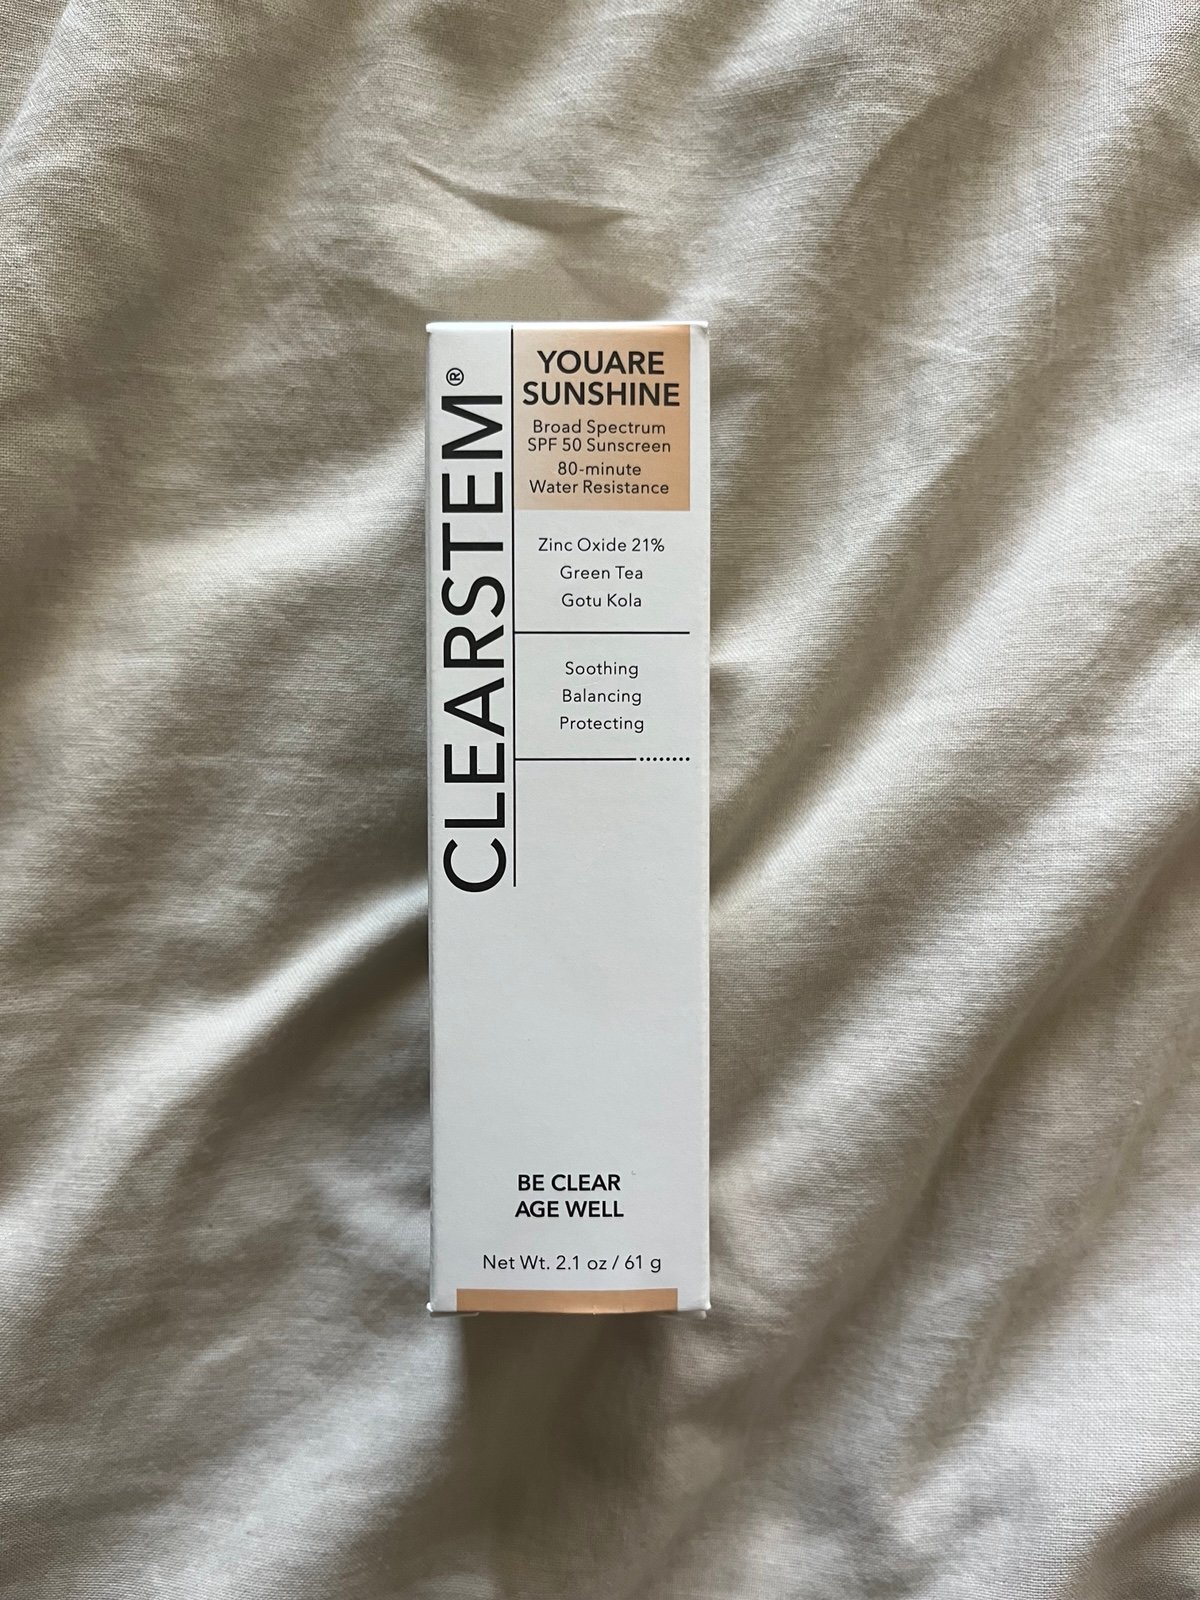 CLEARSTEM®
YOUARE
SUNSHINE
Broad Spectrum
SPF 50 Sunscreen
80-minute
Water Resistance
Zinc Oxide 21%
Green Tea
Gotu Kola
Soothing
Balancing
Protecting
BE CLEAR
AGE WELL
Net Wt. 2.1 oz / 61 g